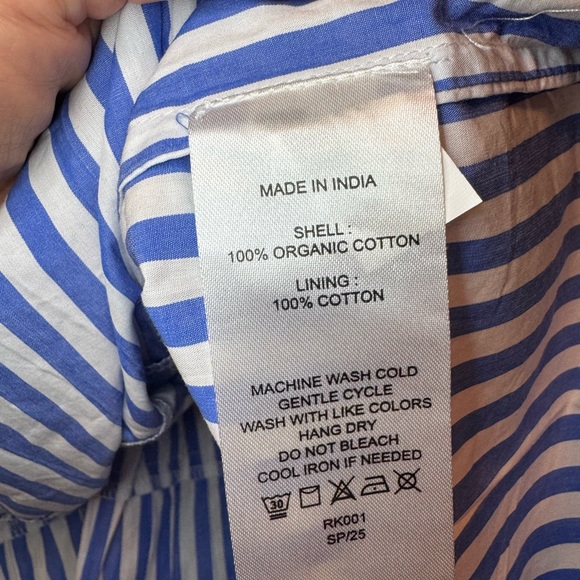 MADE IN INDIA
SHELL :
100% ORGANIC COTTON
LINING :
100% COTTON
MACHINE WASH COLD
GENTLE CYCLE
WASH WITH LIKE COLORS
HANG DRY
DO NOT BLEACH
COOL IRON IF NEEDED
30
RK001
SP/25